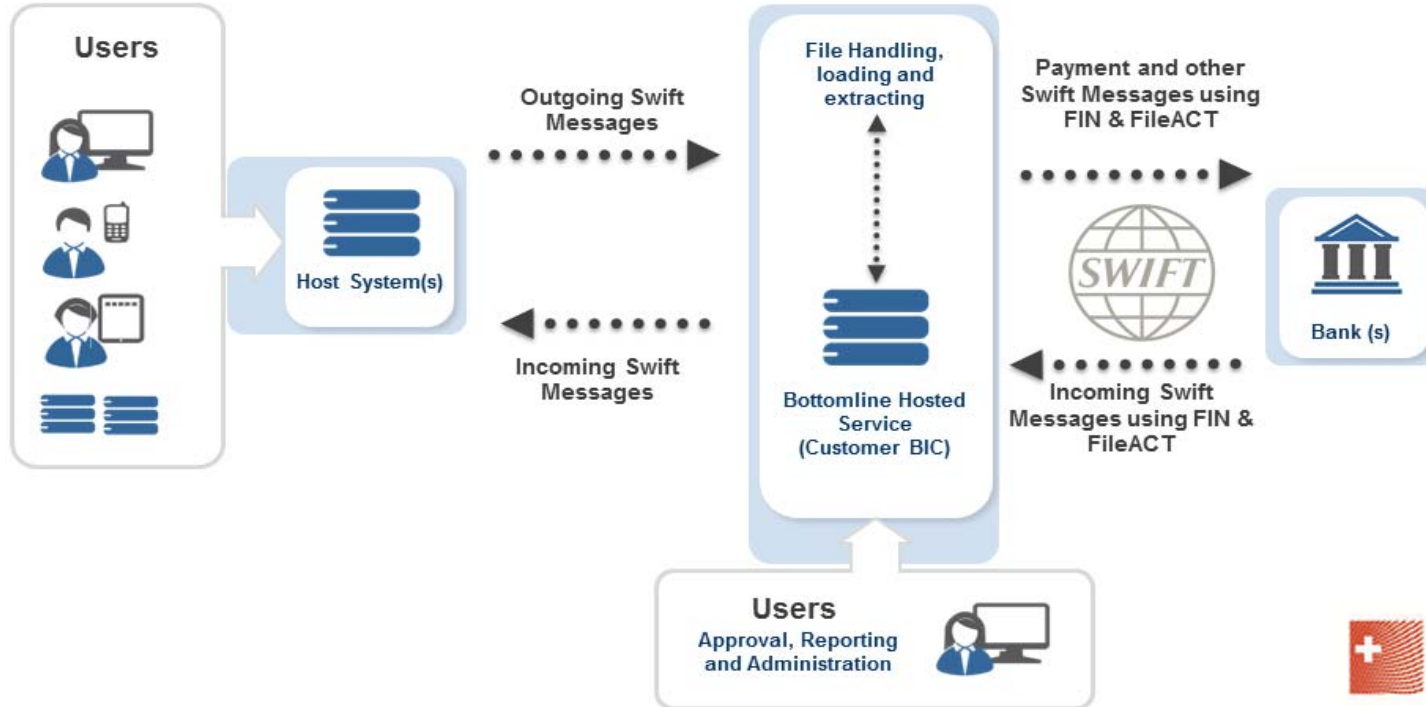 Users
Host System(s)
Outgoing Swift
Messages
Incoming Swift
Messages
File Handling,
loading and
extracting
Bottomline Hosted
Service
(Customer BIC)
Payment and other
Swift Messages using
FIN & FileACT
SWIFT
Incoming Swift
Messages using FIN &
FileACT
Bank (s)
Users
Approval, Reporting
and Administration